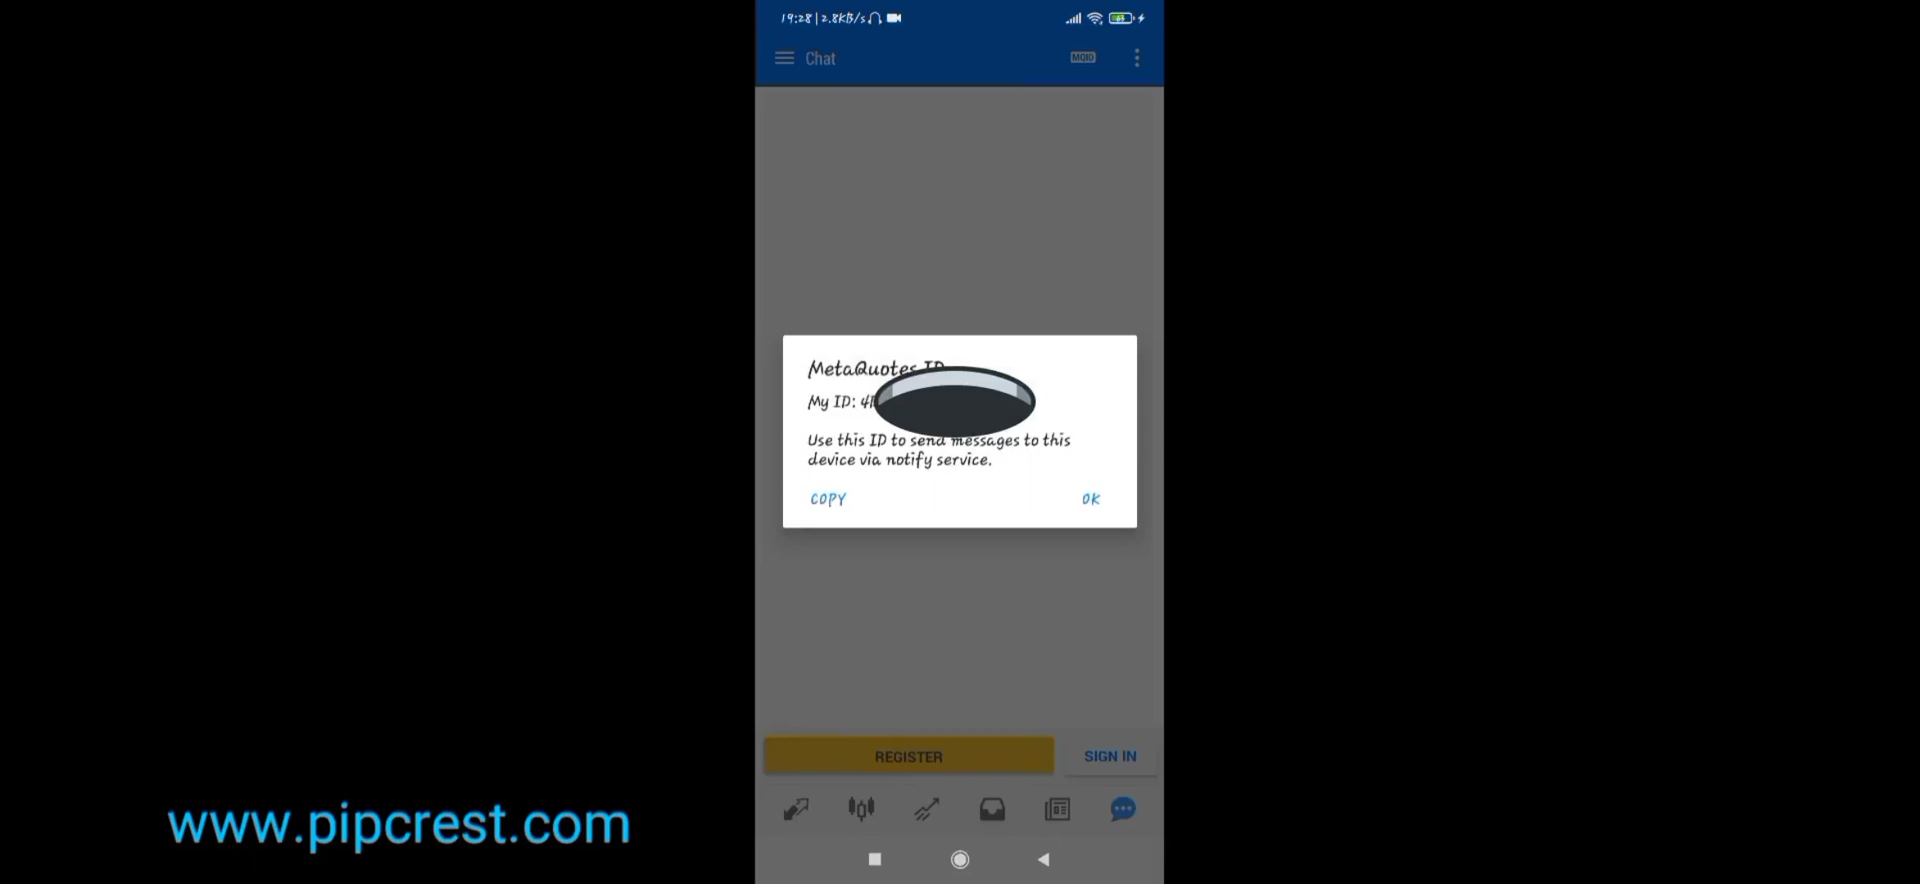 19:28 | 2.8KB/s
Chat
MQID
MetaQuotes ID
My ID:
Use this ID to send messages to this
device via notify service.
COPY
OK
REGISTER
SIGN IN
www.pipcrest.com